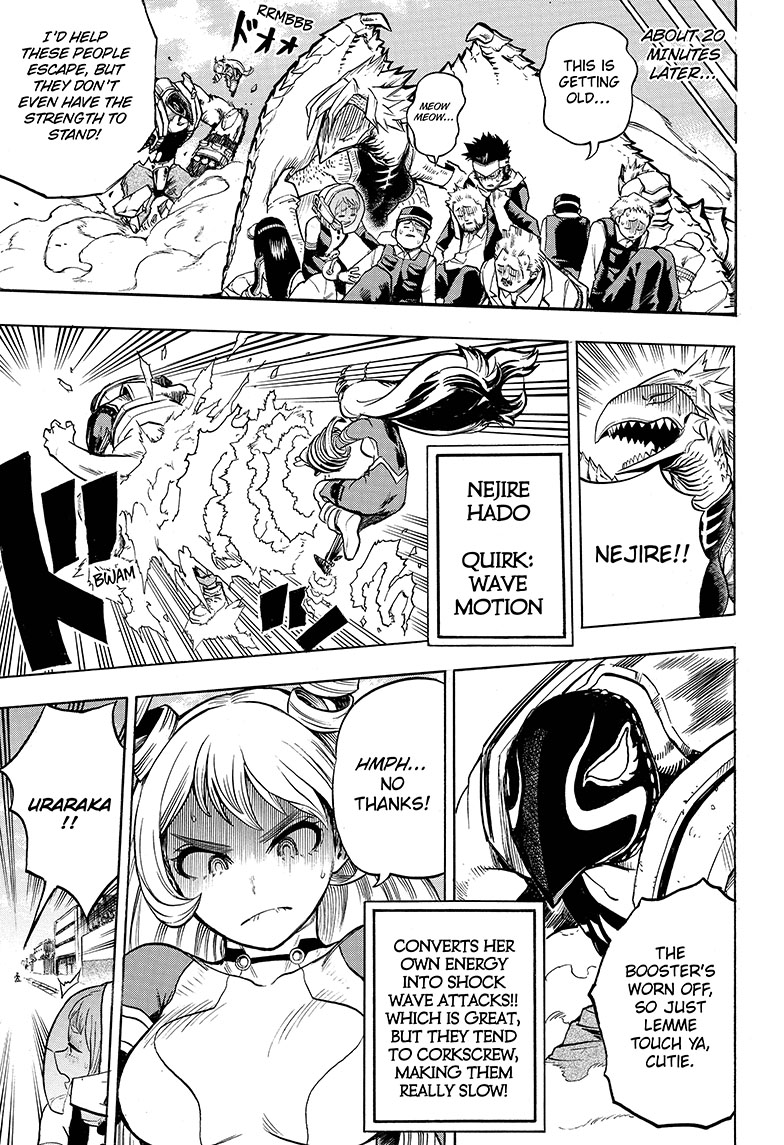 ABOUT 20
MINUTES
LATER...
THIS IS
GETTING
OLD...
MEOW
MEOW...
RRMBBB
ドオオ
I'D HELP
THESE PEOPLE
ESCAPE, BUT
THEY DON'T
EVEN HAVE THE
STRENGTH TO
STAND!
NEJIRE!!
NEJIRE
HADO
QUIRK:
WAVE
MOTION
BWAM
ドッ
THE
BOOSTER'S
WORN OFF,
SO JUST
LEMME
TOUCH YA,
CUTIE.
HMPH...
NO
THANKS!
CONVERTS HER
OWN ENERGY
INTO SHOCK
WAVE ATTACKS!!
WHICH IS GREAT,
BUT THEY TEND
TO CORKSCREW,
MAKING THEM
REALLY SLOW!
URARAKA
!!